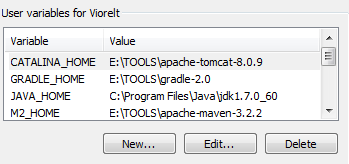 User variables for Viorelt
Variable Value
CATALINA_HOME E:\TOOLS\apache-tomcat-8.0.9
GRADLE_HOME E:\TOOLS\gradle-2.0
JAVA_HOME C:\Program Files\Java\jdk1.7.0_60
M2_HOME E:\TOOLS\apache-maven-3.2.2
New... Edit... Delete